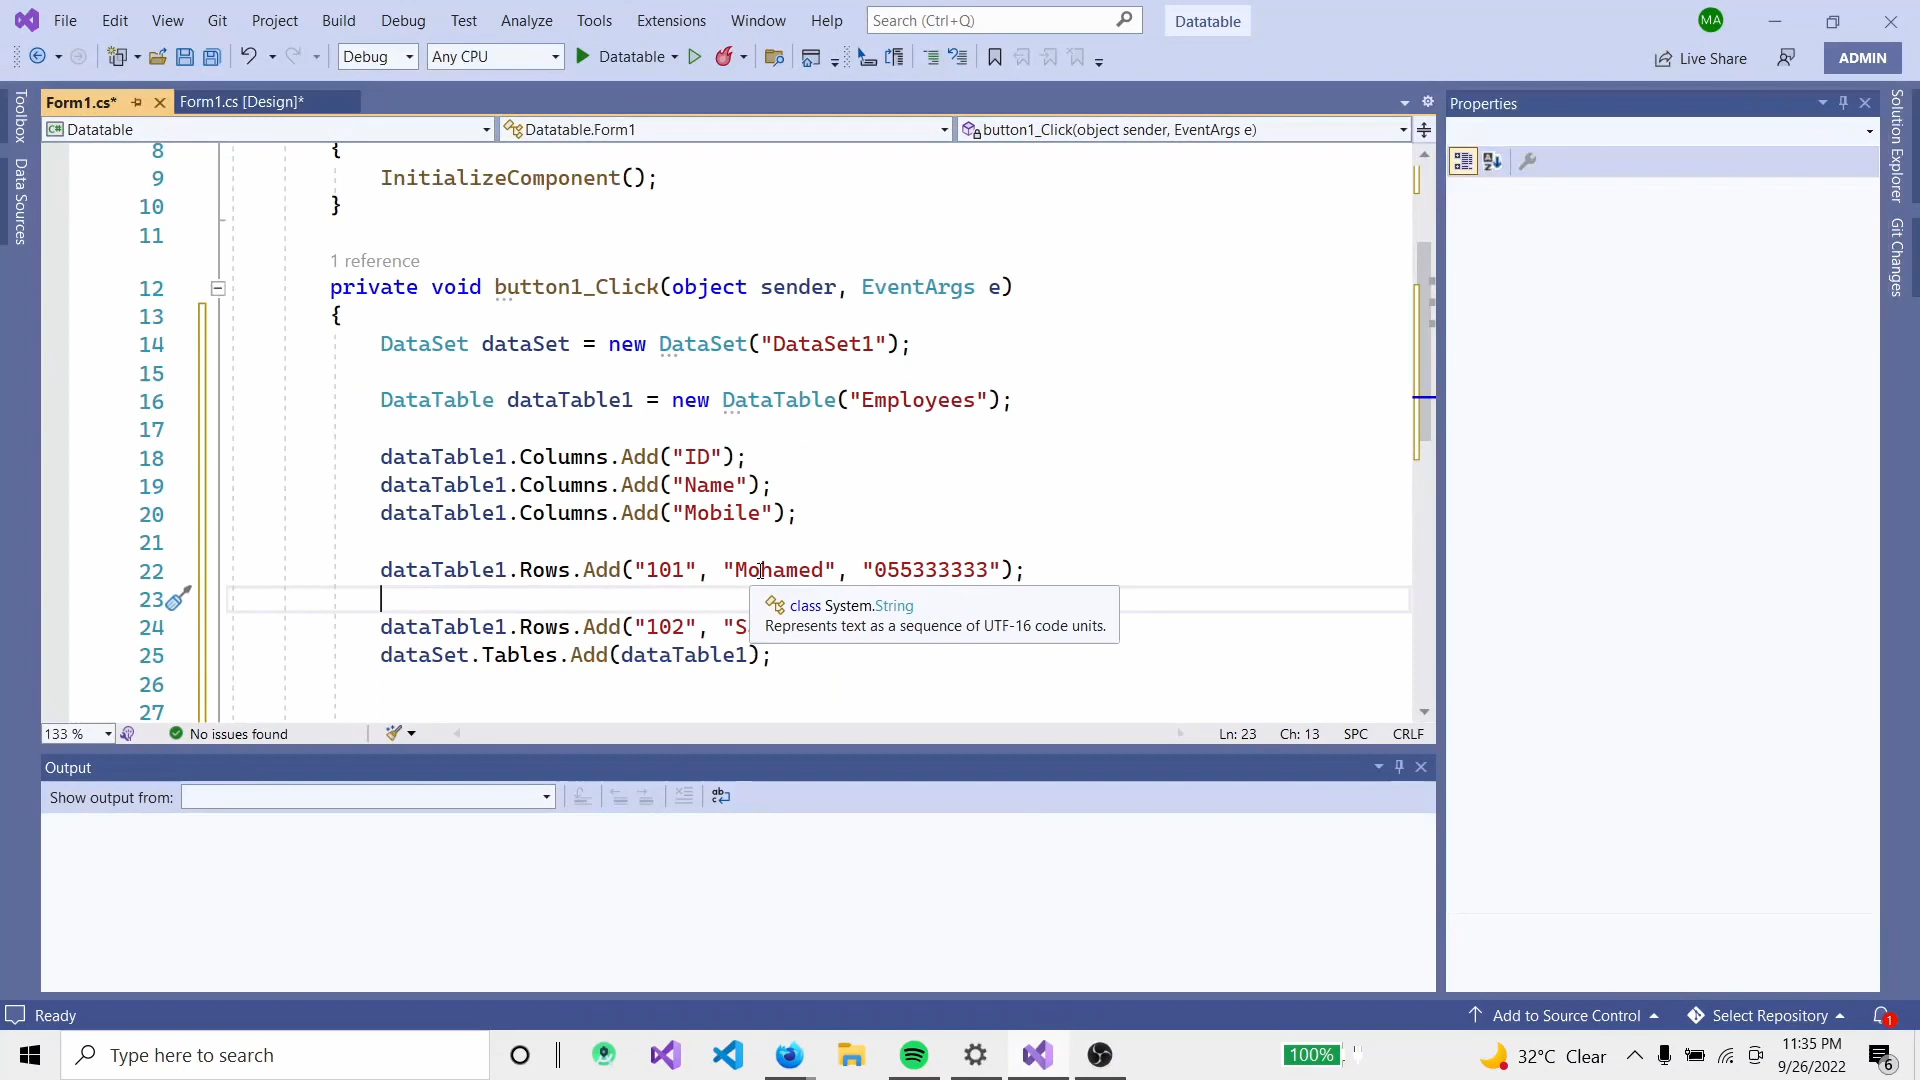 File Edit View Git Project Build Debug Test Analyze Tools Extensions Window Help Search (Ctrl+Q) Datatable MA
Debug Any CPU Datatable Live Share ADMIN
Form1.cs* Form1.cs [Design]*
C# Datatable Datatable.Form1 button1_Click(object sender, EventArgs e)
Toolbox
Data Sources
8 {
9 InitializeComponent();
10 }
11
1 reference
12 private void button1_Click(object sender, EventArgs e)
13 {
14 DataSet dataSet = new DataSet("DataSet1");
15
16 DataTable dataTable1 = new DataTable("Employees");
17
18 dataTable1.Columns.Add("ID");
19 dataTable1.Columns.Add("Name");
20 dataTable1.Columns.Add("Mobile");
21
22 dataTable1.Rows.Add("101", "Mohamed", "055333333");
23
class System.String
Represents text as a sequence of UTF-16 code units.
24 dataTable1.Rows.Add("102", "S
25 dataSet.Tables.Add(dataTable1);
26
27
133 % No issues found Ln: 23 Ch: 13 SPC CRLF
Output
Show output from:
Properties
Solution Explorer
Git Changes
Ready Add to Source Control Select Repository 1
Type here to search 100% 32°C Clear 11:35 PM
9/26/2022 6